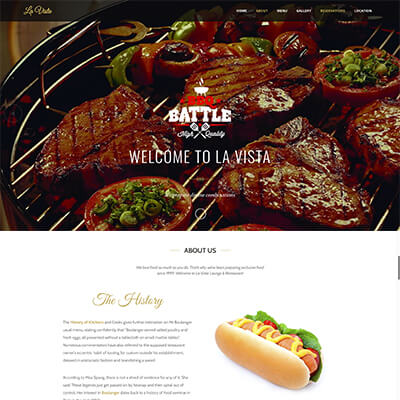 La Vista
HOME ABOUT MENU GALLERY RESERVATIONS LOCATION
BATTLE
High Quality
WELCOME TO LA VISTA
ABOUT US
We love food as much as you do. That's why we've been preparing exclusive food
since 1999. Welcome to La Vista Lounge & Restaurant
The History
The History of Kitchens and Cooks gives further intimation on Mr Boulanger
usual menu, stating confidently that "Boulanger served salted poultry and
fresh eggs, all presented without a tablecloth on small marble tables".
Numerous commentators have also referred to the supposed restaurant
owner's eccentric habit of touting for custom outside his establishment,
dressed in aristocratic fashion and brandishing a sword
According to Miss Spang, there is not a shred of evidence for any of it. She
said: These legends just get passed on by hearsay and then spiral out of
control. Her interest in Boulanger dates back to a history of food seminar in